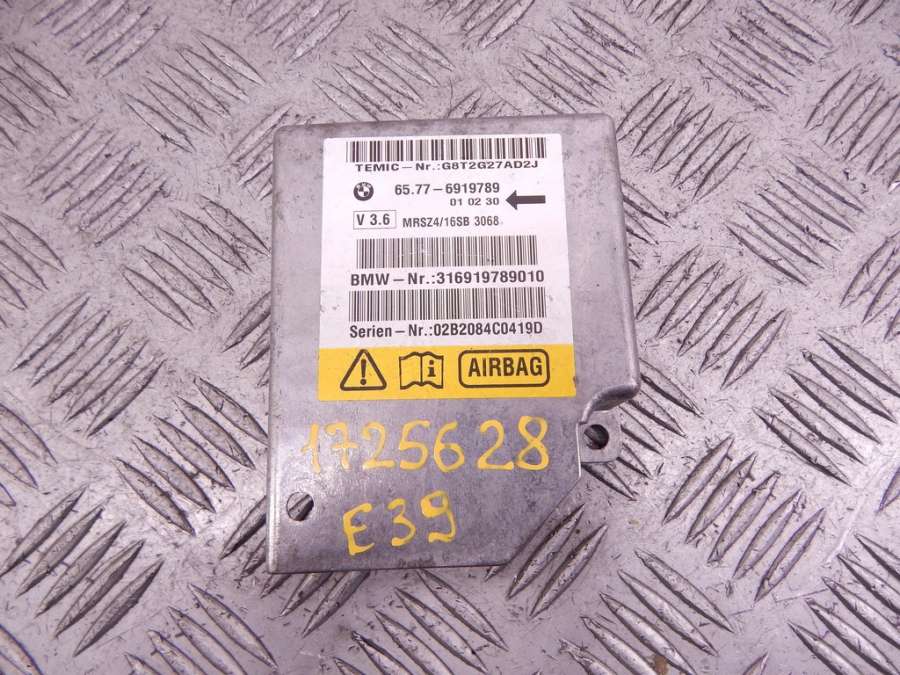 TEMIC-Nr.:G8T2G27AD2J
65.77-6919789
01 02 30
V 3.6 MRSZ4/16SB 3068
BMW-Nr.:316919789010
Serien-Nr.:02B2084C0419D
AIRBAG
1725628
E39